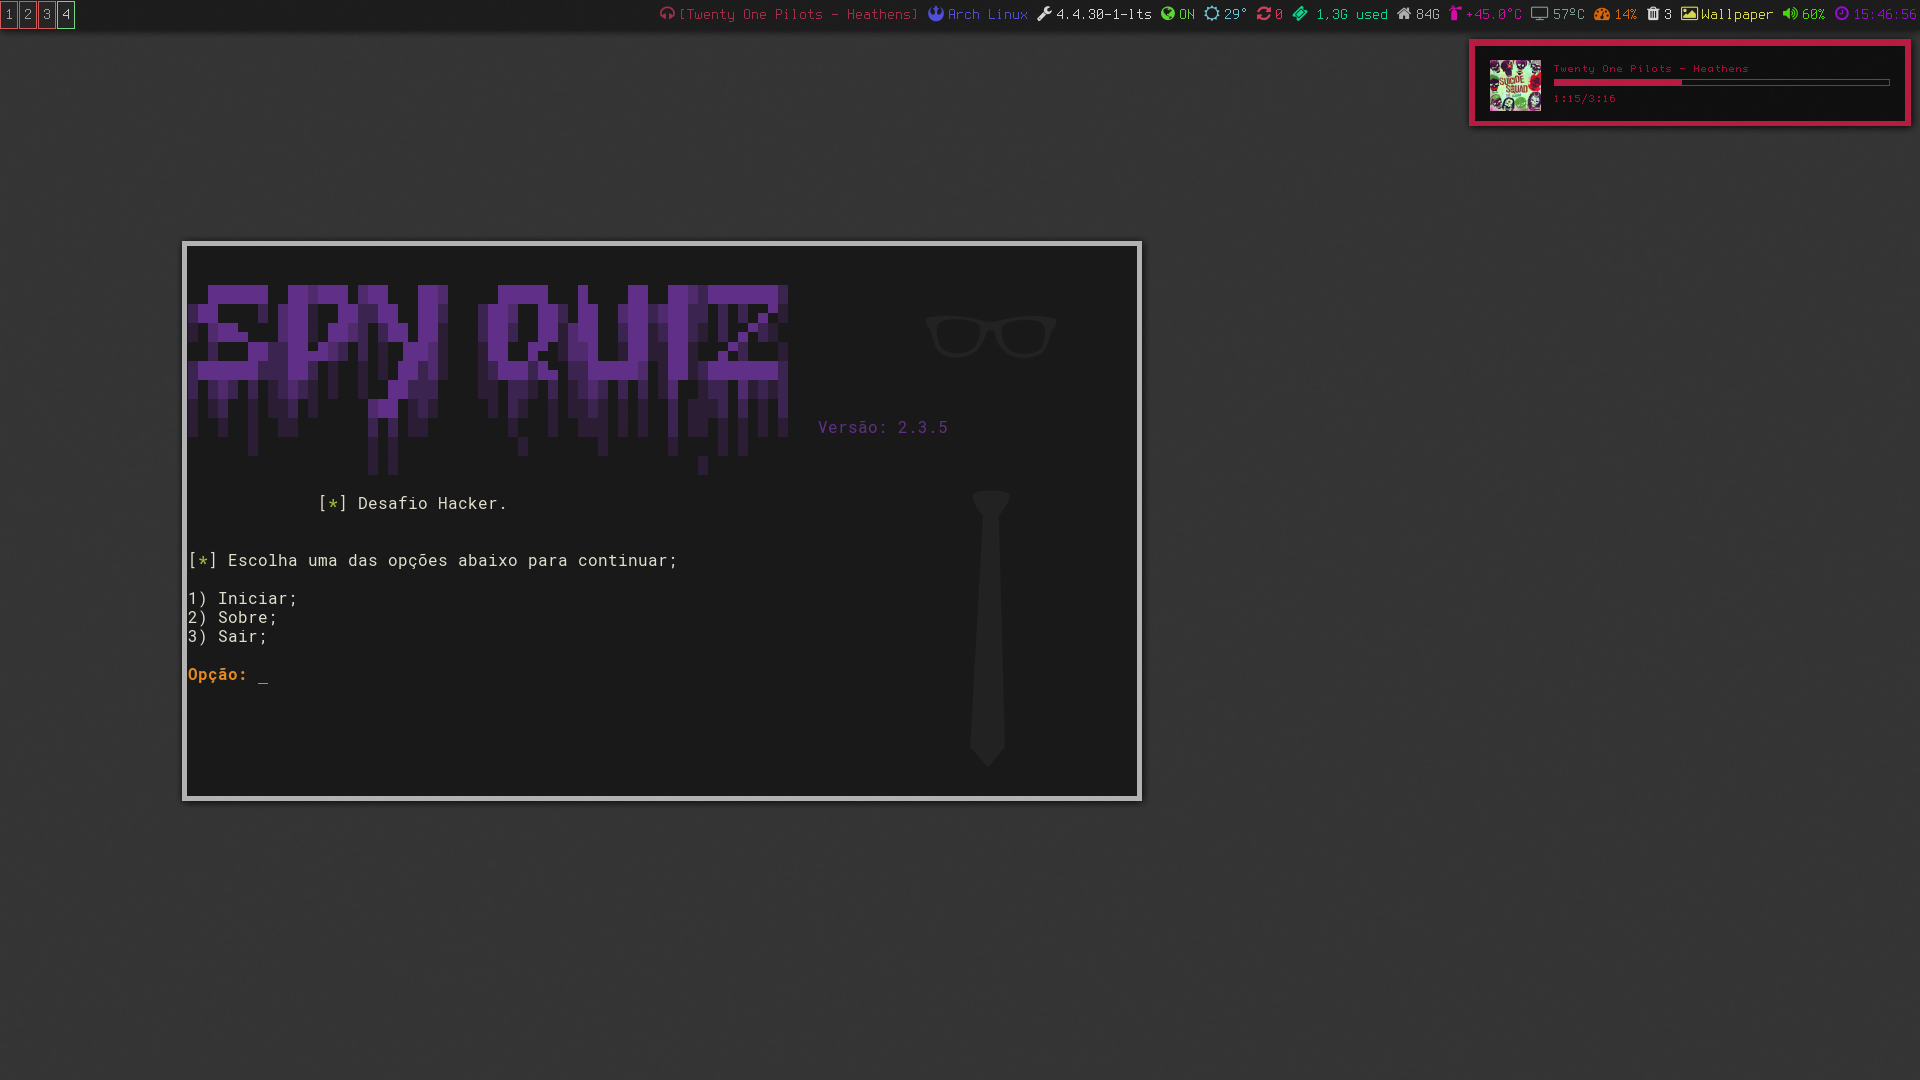 1 2 3 4 [Twenty One Pilots - Heathens] Arch Linux 4.4.30-1-lts ON 29° 0 1,3G used 84G +45.0°C 57ºC 14% 3 Wallpaper 60% 15:46:56
Twenty One Pilots - Heathens
SUICIDE
SQUAD
1:15/3:16
SPY QUIZ
Versão: 2.3.5
[*] Desafio Hacker.
[*] Escolha uma das opções abaixo para continuar;
1) Iniciar;
2) Sobre;
3) Sair;
Opção: _